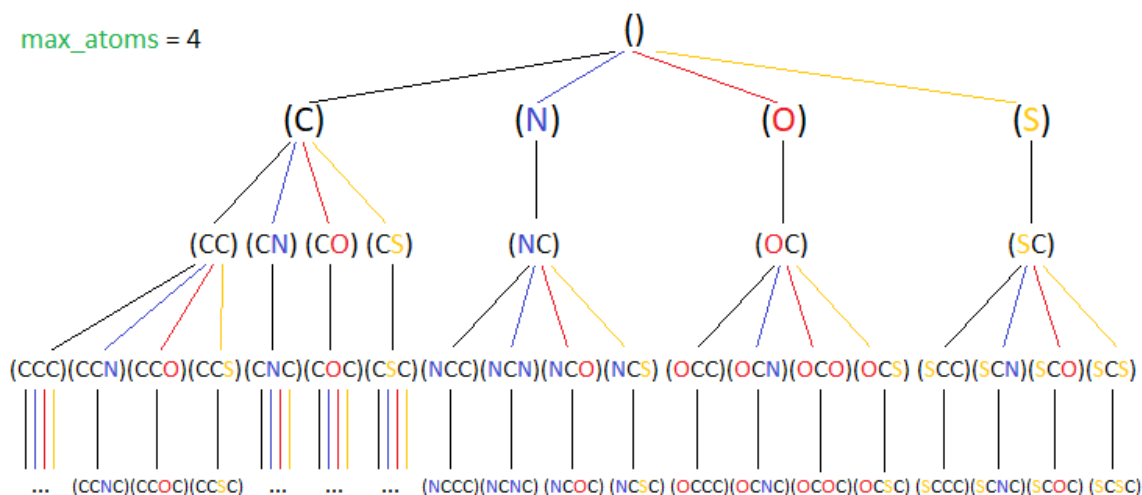 ()
max_atoms = 4
(C) (N) (O) (S)
(CC) (CN) (CO) (CS) (NC) (OC) (SC)
(CCC)(CCN)(CCO)(CCS)(CNC)(COC)(CSC)(NCC)(NCN)(NCO)(NCS) (OCC)(OCN)(OCO)(OCS) (SCC)(SCN)(SCO)(SCS)
... (CCNC)(CCOC)(CCSC) ... ... ... (NCCC)(NCNC) (NCOC) (NCSC) (OCCC)(OCNC) (OCOC) (OCSC) (SCCC)(SCNC) (SCOC) (SCSC)